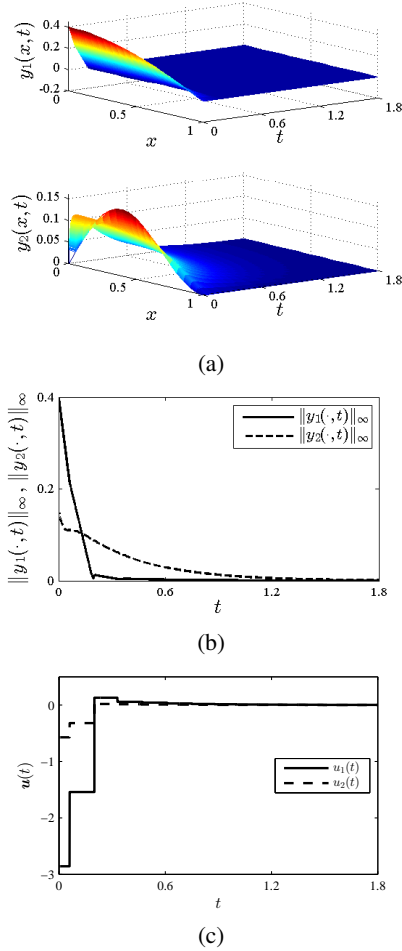 0.4
0.2
0
-0.2
y₁(x,t)
0
0.5
1
x
0
0.6
1.2
1.8
t
0.15
0.1
0.05
0
y₂(x,t)
0
0.5
1
x
0
0.6
1.2
1.8
t
(a)
0.4
0.2
0
‖y₁(·,t)‖∞, ‖y₂(·,t)‖∞
‖y₁(·,t)‖∞
‖y₂(·,t)‖∞
0
0.6
1.2
1.8
t
(b)
0
-1
-2
-3
u(t)
u₁(t)
u₂(t)
0
0.6
1.2
1.8
t
(c)